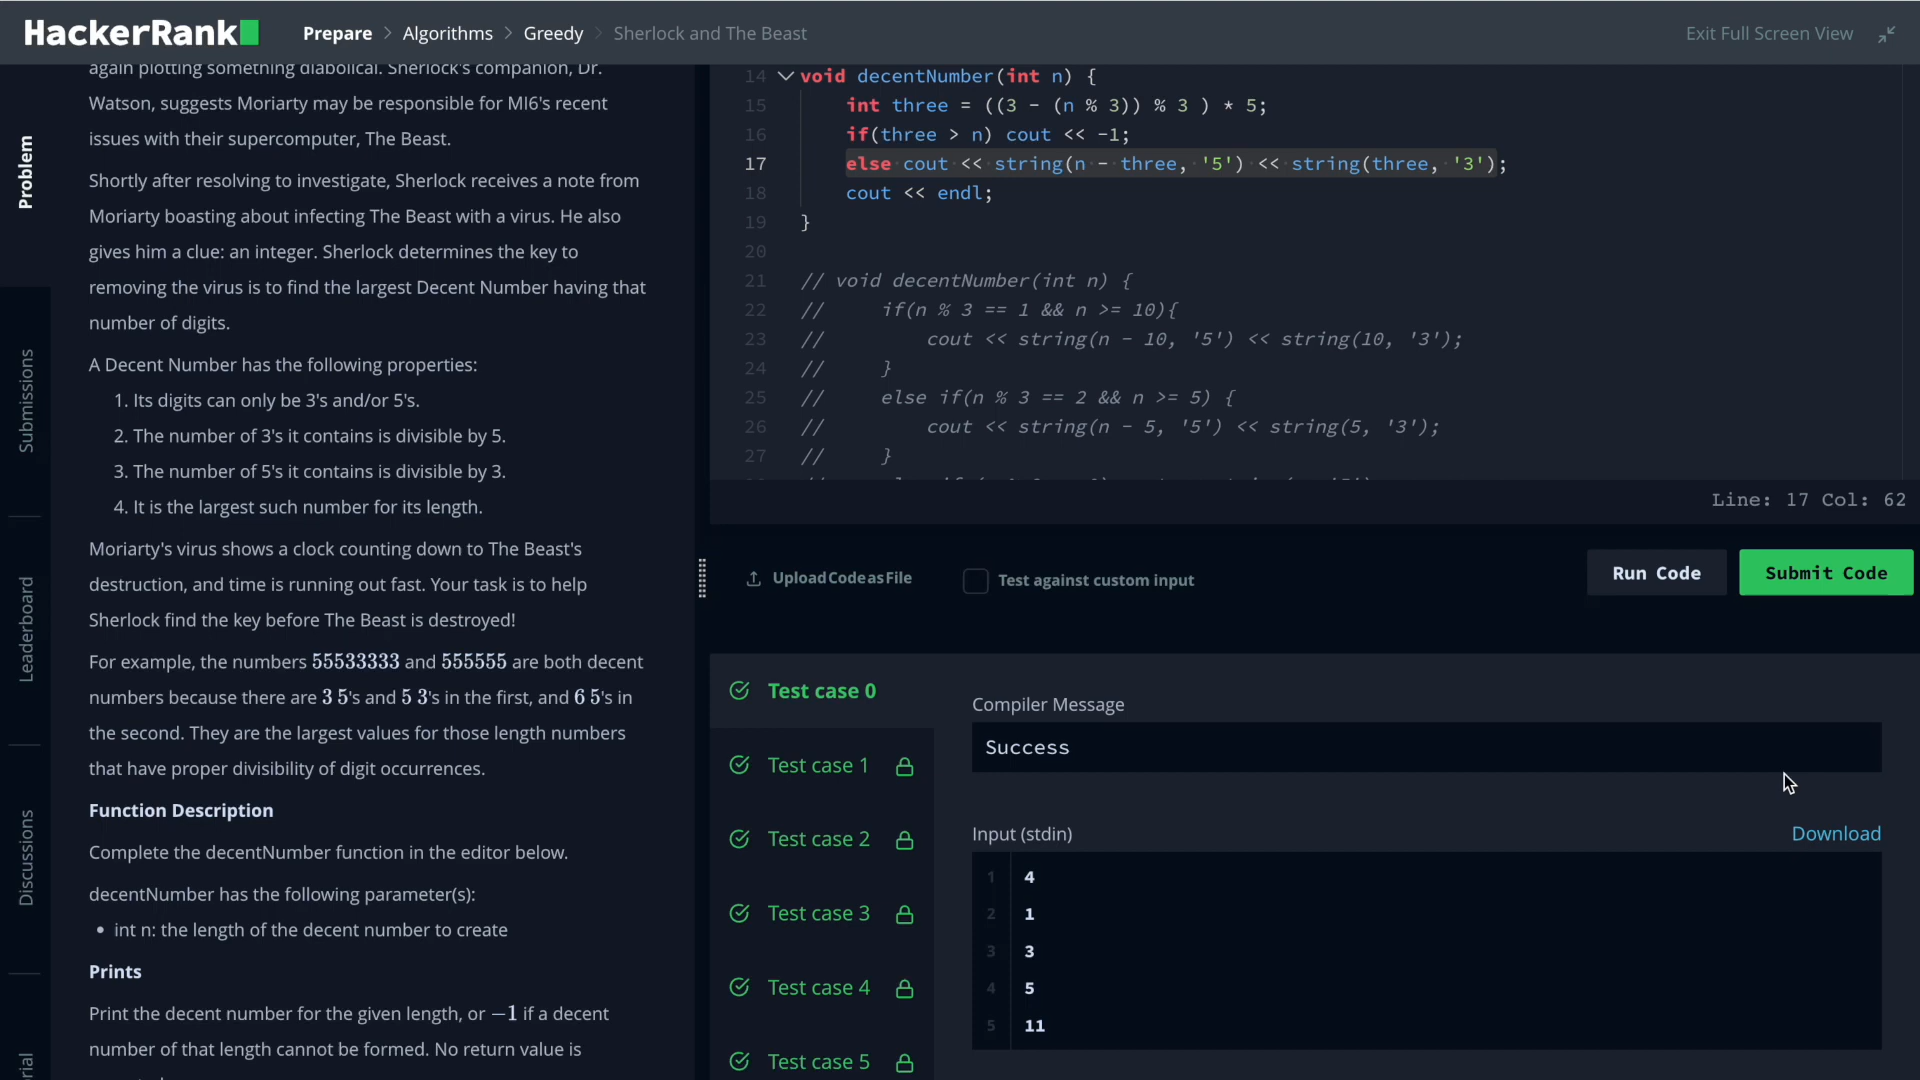 HackerRank
Prepare > Algorithms > Greedy > Sherlock and The Beast
Exit Full Screen View
Problem
Submissions
Leaderboard
Discussions
rial
again plotting something diabolical. Sherlock's companion, Dr.
Watson, suggests Moriarty may be responsible for MI6's recent
issues with their supercomputer, The Beast.
Shortly after resolving to investigate, Sherlock receives a note from
Moriarty boasting about infecting The Beast with a virus. He also
gives him a clue: an integer. Sherlock determines the key to
removing the virus is to find the largest Decent Number having that
number of digits.
A Decent Number has the following properties:
1. Its digits can only be 3's and/or 5's.
2. The number of 3's it contains is divisible by 5.
3. The number of 5's it contains is divisible by 3.
4. It is the largest such number for its length.
Moriarty's virus shows a clock counting down to The Beast's
destruction, and time is running out fast. Your task is to help
Sherlock find the key before The Beast is destroyed!
For example, the numbers 55533333 and 555555 are both decent
numbers because there are 3 5's and 5 3's in the first, and 6 5's in
the second. They are the largest values for those length numbers
that have proper divisibility of digit occurrences.
Function Description
Complete the decentNumber function in the editor below.
decentNumber has the following parameter(s):
• int n: the length of the decent number to create
Prints
Print the decent number for the given length, or −1 if a decent
number of that length cannot be formed. No return value is
14 void decentNumber(int n) {
15 int three = ((3 - (n % 3)) % 3 ) * 5;
16 if(three > n) cout << -1;
17 else cout << string(n - three, '5') << string(three, '3');
18 cout << endl;
19 }
20
21 // void decentNumber(int n) {
22 // if(n % 3 == 1 && n >= 10){
23 // cout << string(n - 10, '5') << string(10, '3');
24 // }
25 // else if(n % 3 == 2 && n >= 5) {
26 // cout << string(n - 5, '5') << string(5, '3');
27 // }
Line: 17 Col: 62
Upload Code as File
Test against custom input
Run Code
Submit Code
Test case 0
Test case 1
Test case 2
Test case 3
Test case 4
Test case 5
Compiler Message
Success
Input (stdin)
Download
1 4
2 1
3 3
4 5
5 11